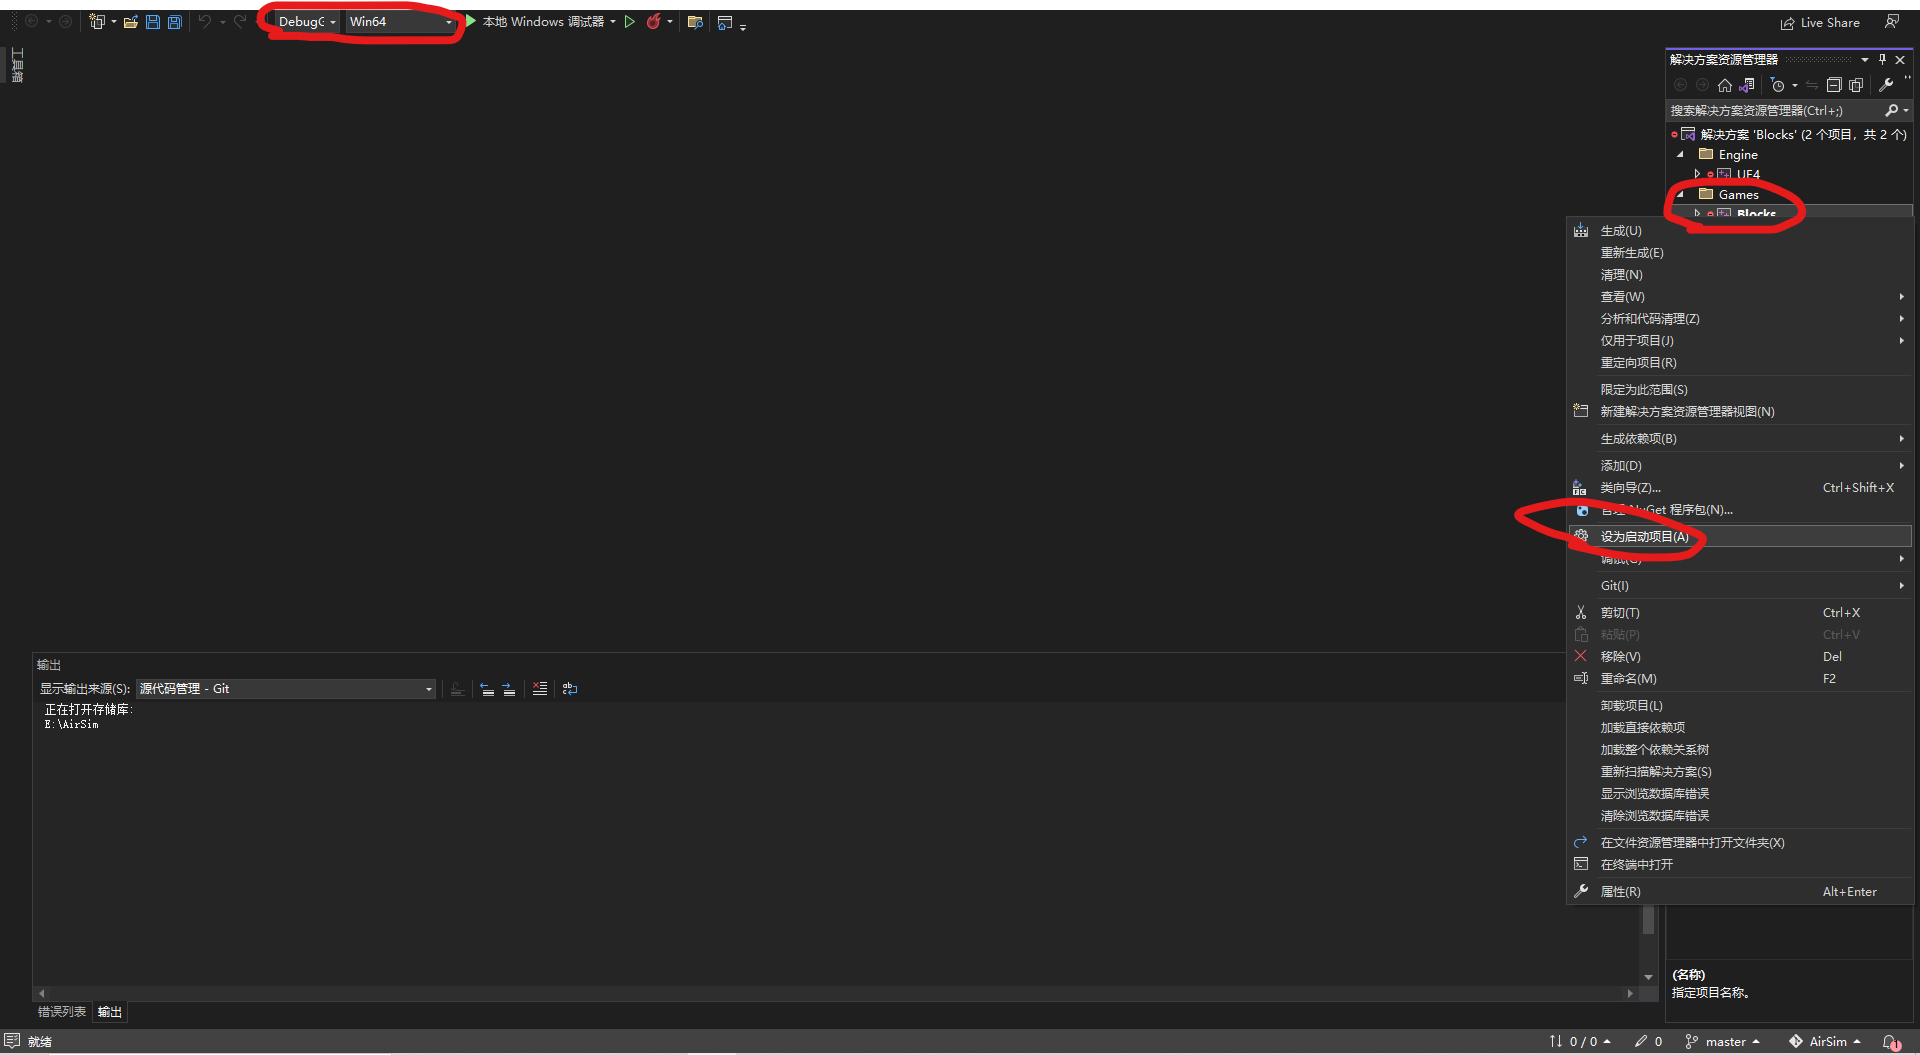 DebugG
Win64
本地 Windows 调试器
Live Share
工具箱
解决方案资源管理器
搜索解决方案资源管理器(Ctrl+;)
解决方案 'Blocks' (2 个项目, 共 2 个)
Engine
UE4
Games
Blocks
生成(U)
重新生成(E)
清理(N)
查看(W)
分析和代码清理(Z)
仅用于项目(J)
重定向项目(R)
限定为此范围(S)
新建解决方案资源管理器视图(N)
生成依赖项(B)
添加(D)
类向导(Z)... Ctrl+Shift+X
管理 NuGet 程序包(N)...
设为启动项目(A)
调试(G)
Git(I)
剪切(T) Ctrl+X
粘贴(P) Ctrl+V
移除(V) Del
重命名(M) F2
卸载项目(L)
加载直接依赖项
加载整个依赖关系树
重新扫描解决方案(S)
显示浏览数据库错误
清除浏览数据库错误
在文件资源管理器中打开文件夹(X)
在终端中打开
属性(R) Alt+Enter
输出
显示输出来源(S): 源代码管理 - Git
正在打开存储库:
E:\AirSim
(名称)
指定项目名称。
错误列表 输出
就绪
0 / 0
0
master
AirSim
1